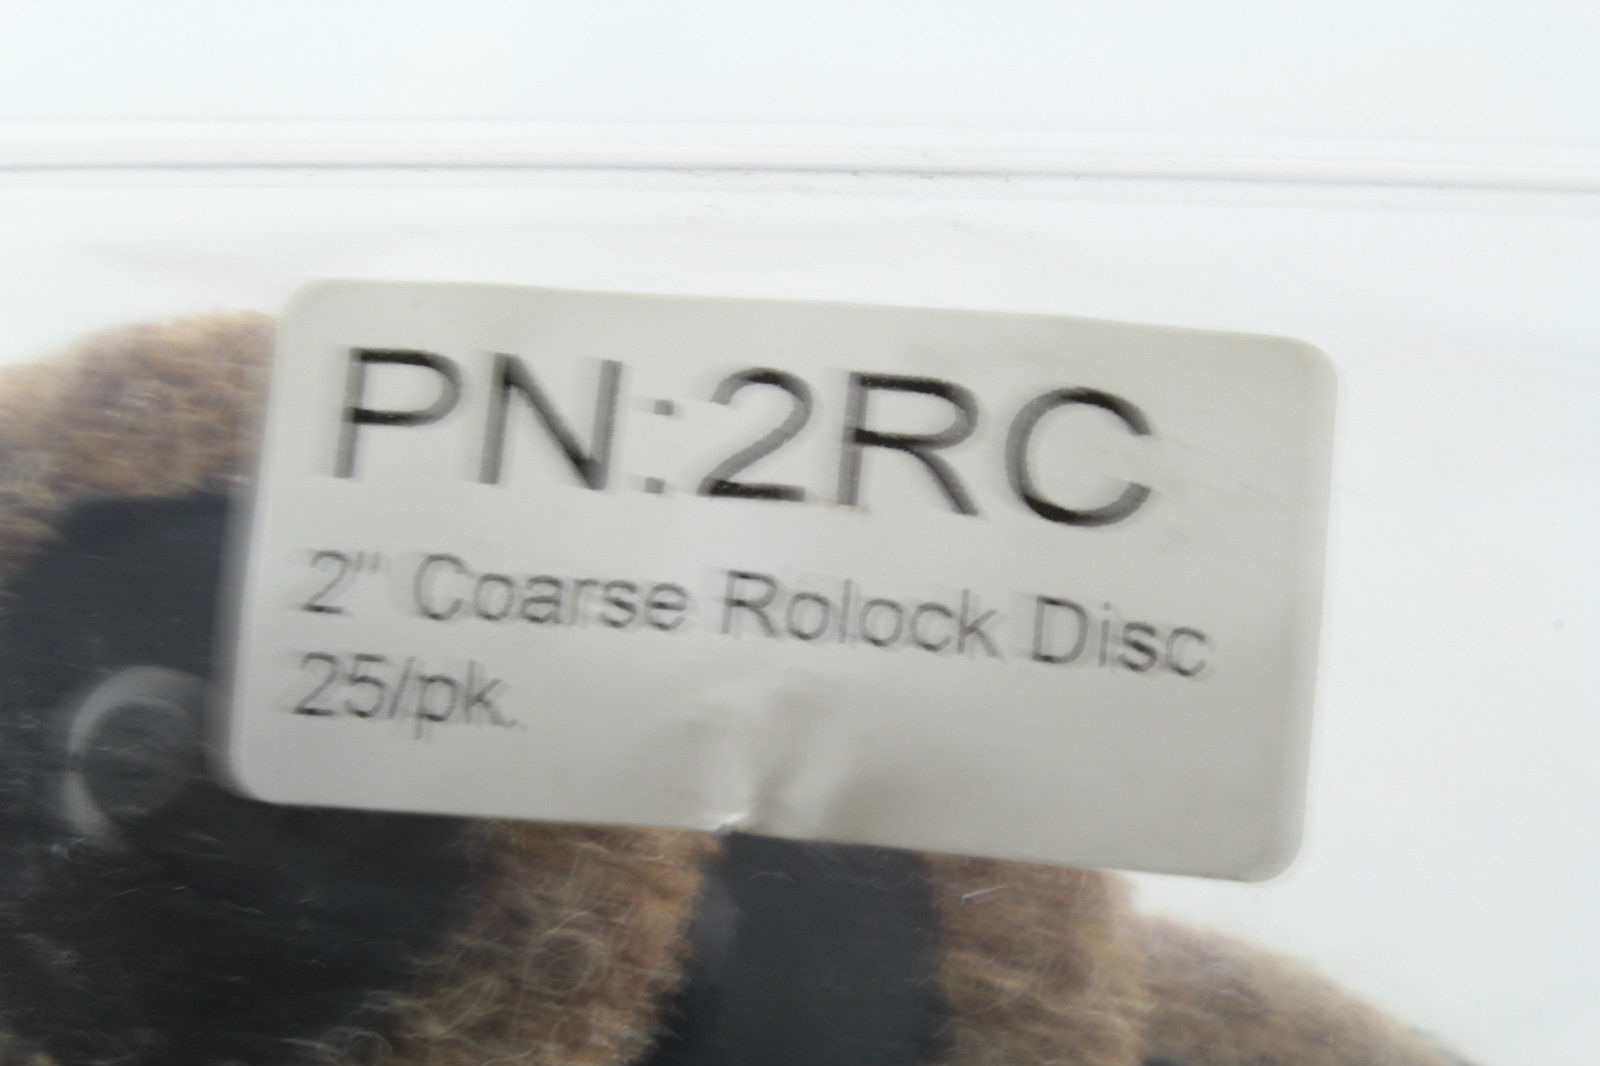 PN:2RC
2" Coarse Rolock Disc
25/pk.